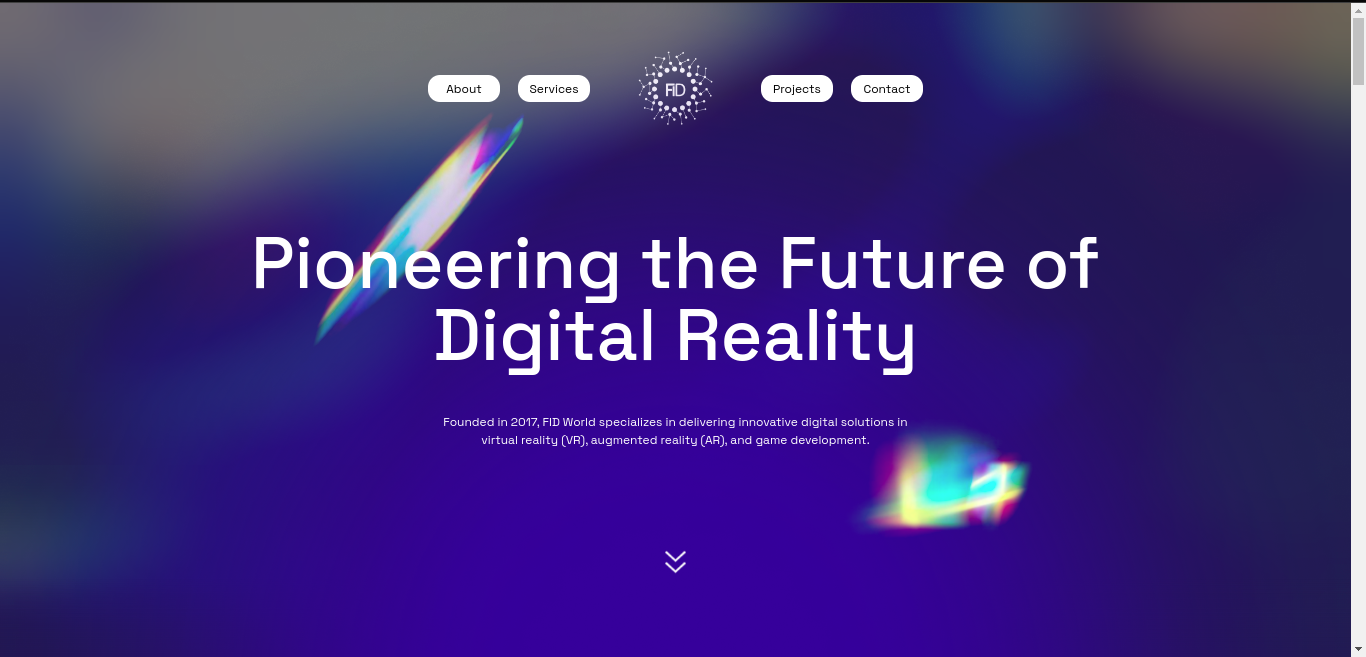 About
Services
FID
Projects
Contact
Pioneering the Future of
Digital Reality
Founded in 2017, FID World specializes in delivering innovative digital solutions in
virtual reality (VR), augmented reality (AR), and game development.